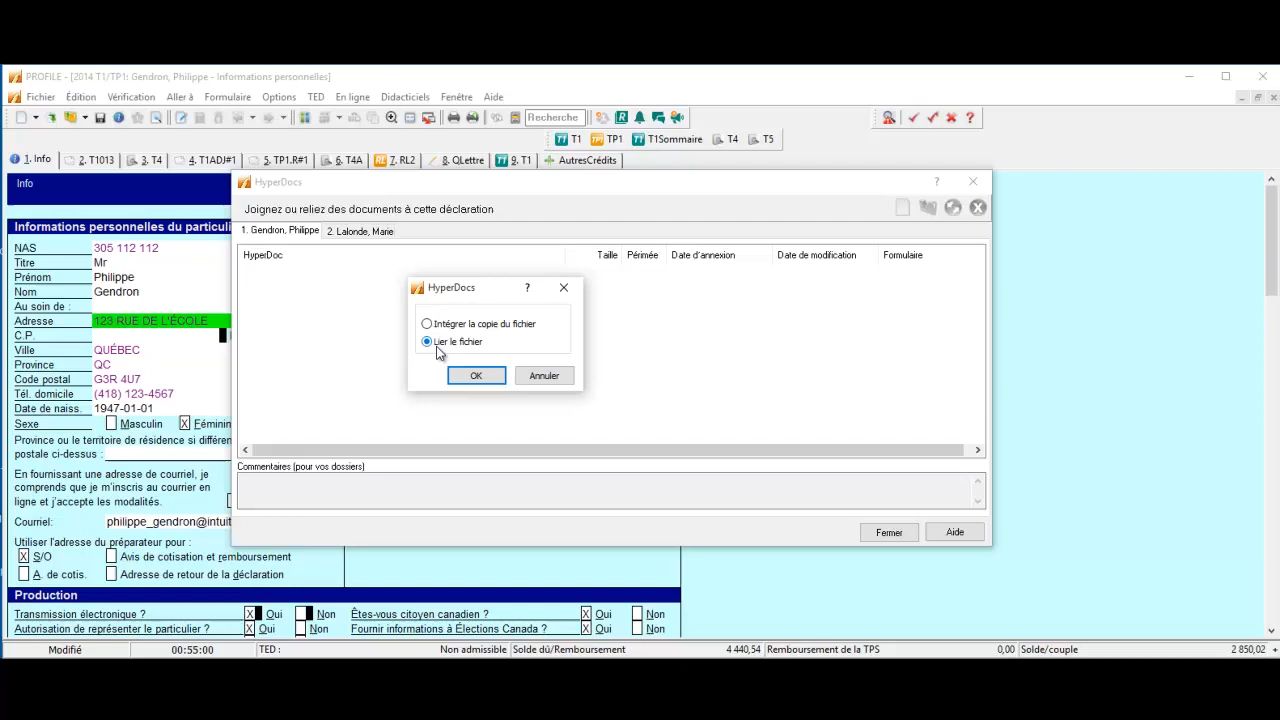 PROFILE - [2014 T1/TP1: Gendron, Philippe - Informations personnelles]
Fichier Édition Vérification Aller à Formulaire Options TED En ligne Didacticiels Fenêtre Aide
Recherche
T1 TP1 T1Sommaire T4 T5
1. Info 2. T1013 3. T4 4. T1ADJ#1 5. TP1.R#1 6. T4A 7. RL2 8. QLettre 9. T1 AutresCrédits
Info
HyperDocs
Joignez ou reliez des documents à cette déclaration
1. Gendron, Philippe 2. Lalonde, Marie
HyperDoc Taille Périmée Date d'annexion Date de modification Formulaire
HyperDocs
Intégrer la copie du fichier
Lier le fichier
OK Annuler
Commentaires (pour vos dossiers)
Fermer Aide
Informations personnelles du particuli
NAS 305 112 112
Titre Mr
Prénom Philippe
Nom Gendron
Au soin de :
Adresse 123 RUE DE L'ÉCOLE
C.P.
Ville QUÉBEC
Province QC
Code postal G3R 4U7
Tél. domicile (418) 123-4567
Date de naiss. 1947-01-01
Sexe Masculin X Féminin
Province ou le territoire de résidence si différe
postale ci-dessus :
En fournissant une adresse de courriel, je
comprends que je m'inscris au courrier en
ligne et j'accepte les modalités.
Courriel: philippe_gendron@intuit
Utiliser l'adresse du préparateur pour :
X S/O Avis de cotisation et remboursement
A. de cotis. Adresse de retour de la déclaration
Production
Transmission électronique ? X Oui Non Êtes-vous citoyen canadien ? X Oui Non
Autorisation de représenter le particulier ? X Oui Non Fournir informations à Élections Canada ? X Oui Non
Modifié 00:55:00 TED : Non admissible Solde dû/Remboursement 4 440,54 Remboursement de la TPS 0,00 Solde/couple 2 850,02